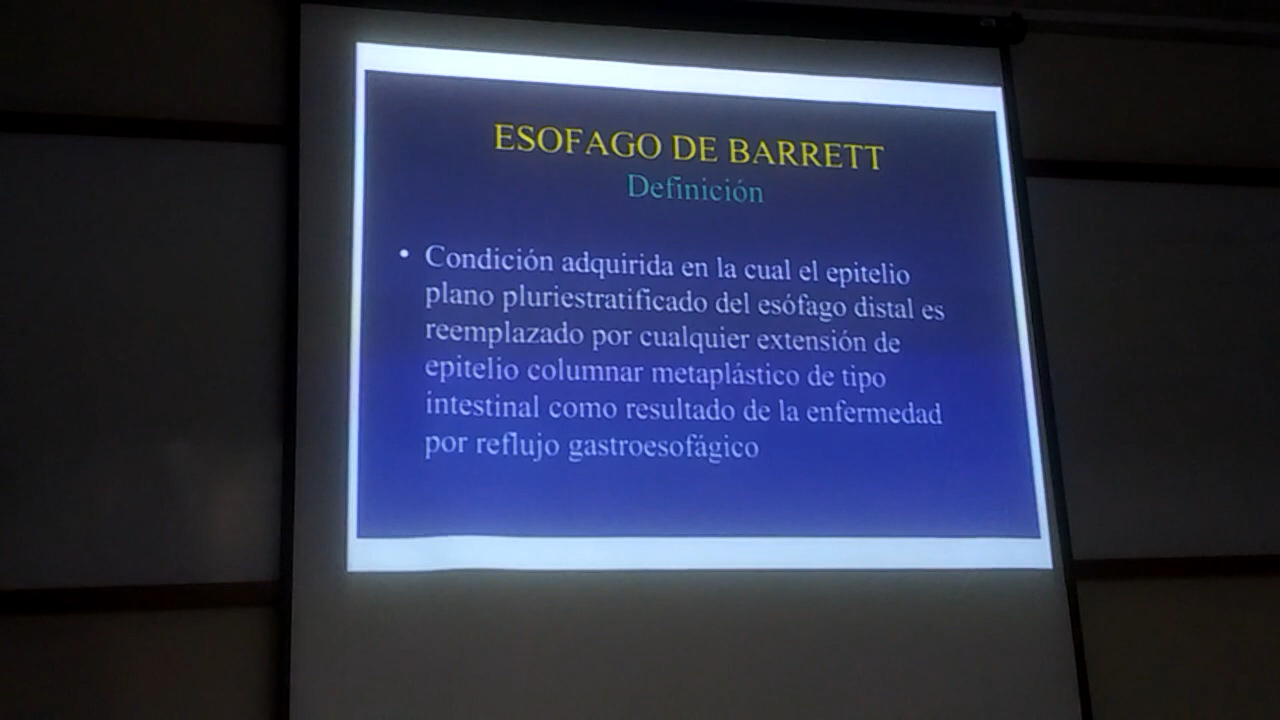 ESOFAGO DE BARRETT
Definición
• Condición adquirida en la cual el epitelio
plano pluriestratificado del esófago distal es
reemplazado por cualquier extensión de
epitelio columnar metaplástico de tipo
intestinal como resultado de la enfermedad
por reflujo gastroesofágico